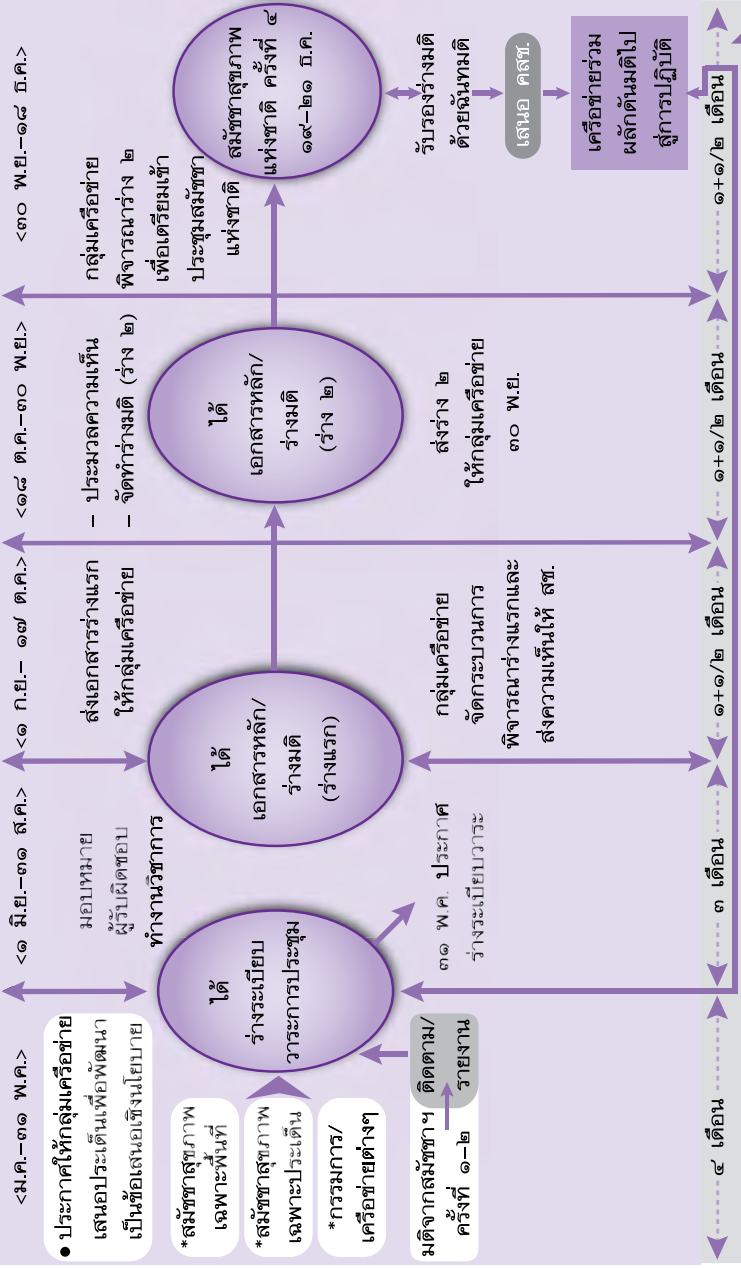 <ม.ค.–๓๑ พ.ค.>
<๑ มิ.ย.–๓๑ ส.ค.>
<๑ ก.ย.– ๑๗ ต.ค.>
<๑๘ ต.ค.–๓๐ พ.ย.>
<๓๐ พ.ย.–๑๘ ธ.ค.>
• ประกาศให้กลุ่มเครือข่าย
เสนอประเด็นเพื่อพัฒนา
เป็นข้อเสนอเชิงนโยบาย
*สมัชชาสุขภาพ
เฉพาะพื้นที่
*สมัชชาสุขภาพ
เฉพาะประเด็น
*กรรมการ/
เครือข่ายต่างๆ
มติจากสมัชชาฯ
ครั้งที่ ๑–๒
ติดตาม/
รายงาน
ได้
ร่างระเบียบ
วาระการประชุม
๓๑ พ.ค. ประกาศ
ร่างระเบียบวาระ
มอบหมาย
ผู้รับผิดชอบ
ทำงานวิชาการ
ได้
เอกสารหลัก/
ร่างมติ
(ร่างแรก)
ส่งเอกสารร่างแรก
ให้กลุ่มเครือข่าย
กลุ่มเครือข่าย
จัดกระบวนการ
พิจารณาร่างแรกและ
ส่งความเห็นให้ สช.
– ประมวลความเห็น
– จัดทำร่างมติ (ร่าง ๒)
ได้
เอกสารหลัก/
ร่างมติ
(ร่าง ๒)
ส่งร่าง ๒
ให้กลุ่มเครือข่าย
๓๐ พ.ย.
กลุ่มเครือข่าย
พิจารณาร่าง ๒
เพื่อเตรียมเข้า
ประชุมสมัชชา
แห่งชาติ
สมัชชาสุขภาพ
แห่งชาติ ครั้งที่ ๔
๑๙–๒๑ ธ.ค.
รับรองร่างมติ
ด้วยฉันทมติ
เสนอ คสช.
เครือข่ายร่วม
ผลักดันมติไป
สู่การปฏิบัติ
๔ เดือน
๓ เดือน
๑+๑/๒ เดือน
๑+๑/๒ เดือน
๑+๑/๒ เดือน